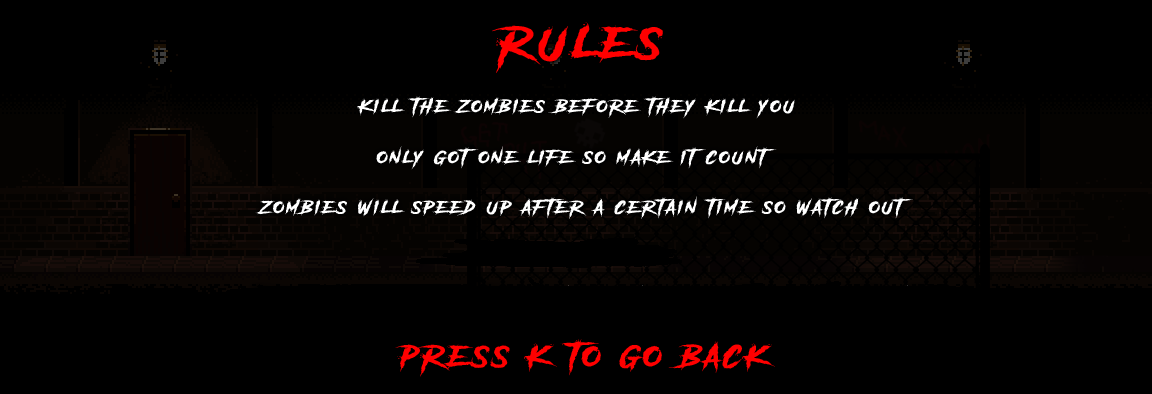 RULES
KILL THE ZOMBIES BEFORE THEY KILL YOU
ONLY GOT ONE LIFE SO MAKE IT COUNT
ZOMBIES WILL SPEED UP AFTER A CERTAIN TIME SO WATCH OUT
PRESS K TO GO BACK